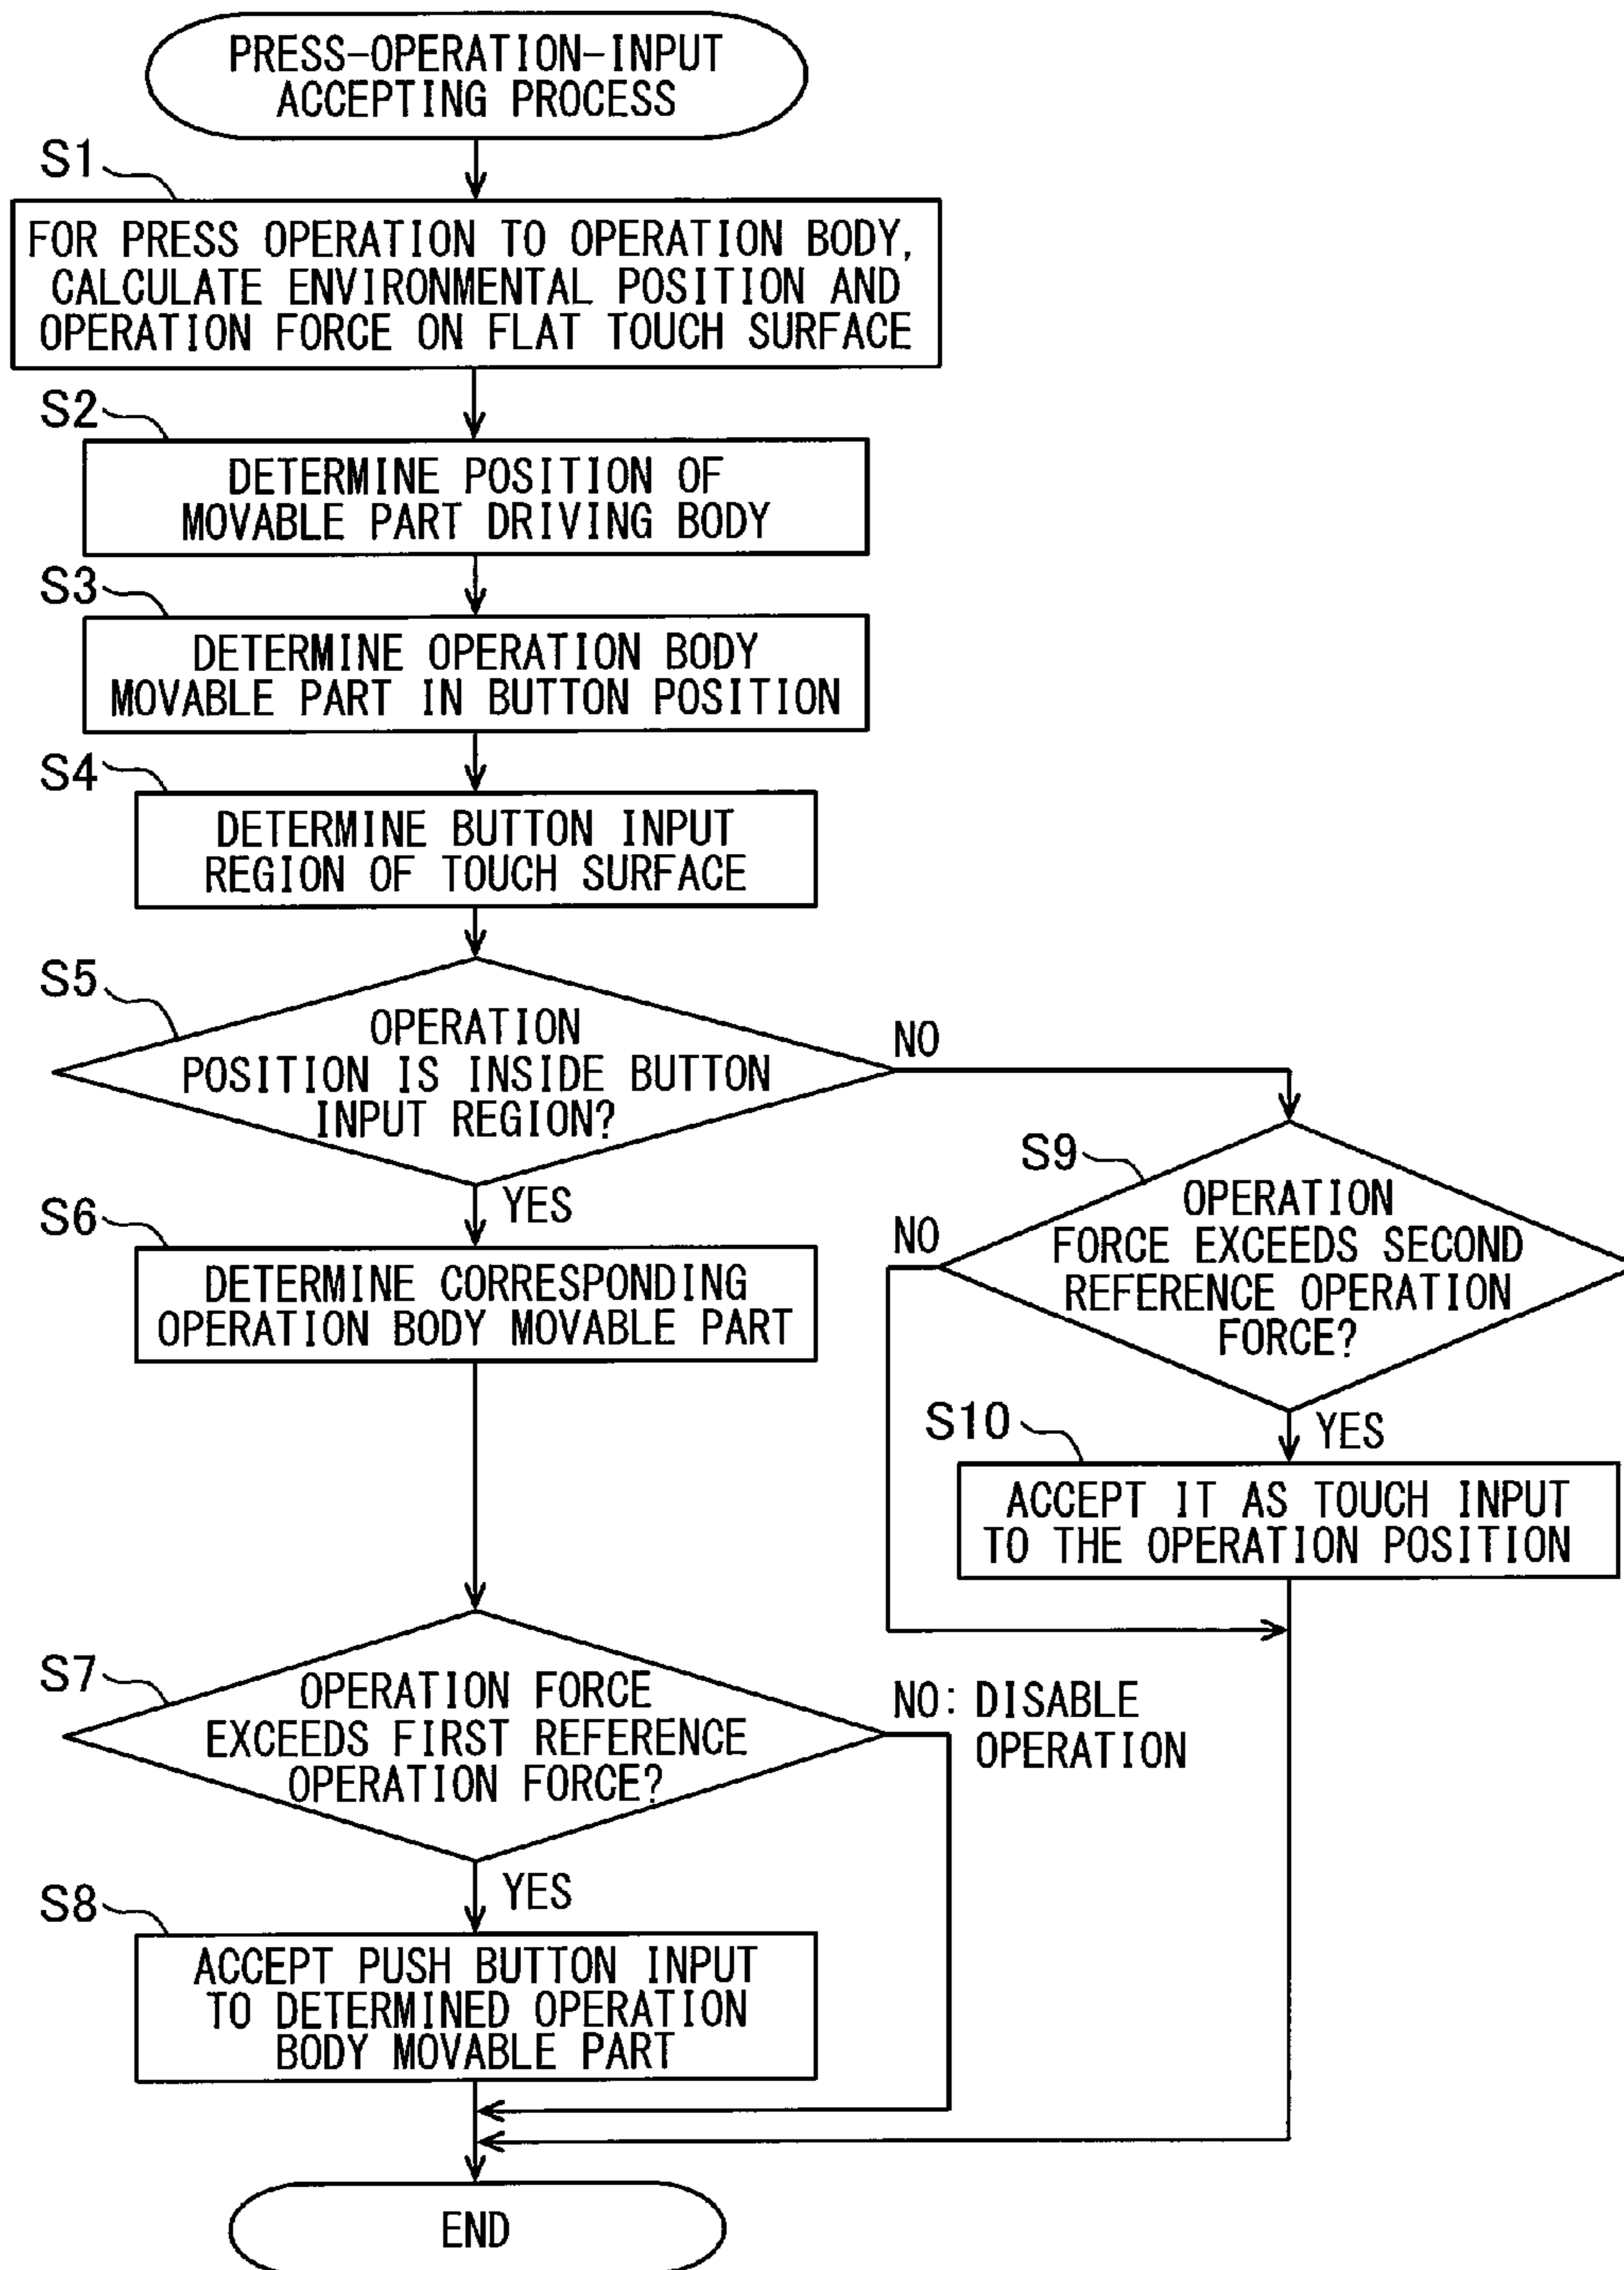 PRESS-OPERATION-INPUT
ACCEPTING PROCESS
S1
FOR PRESS OPERATION TO OPERATION BODY,
CALCULATE ENVIRONMENTAL POSITION AND
OPERATION FORCE ON FLAT TOUCH SURFACE
S2
DETERMINE POSITION OF
MOVABLE PART DRIVING BODY
S3
DETERMINE OPERATION BODY
MOVABLE PART IN BUTTON POSITION
S4
DETERMINE BUTTON INPUT
REGION OF TOUCH SURFACE
S5
OPERATION
POSITION IS INSIDE BUTTON
INPUT REGION?
NO
YES
S6
DETERMINE CORRESPONDING
OPERATION BODY MOVABLE PART
S9
OPERATION
FORCE EXCEEDS SECOND
REFERENCE OPERATION
FORCE?
NO
YES
S10
ACCEPT IT AS TOUCH INPUT
TO THE OPERATION POSITION
S7
OPERATION FORCE
EXCEEDS FIRST REFERENCE
OPERATION FORCE?
NO: DISABLE
OPERATION
YES
S8
ACCEPT PUSH BUTTON INPUT
TO DETERMINED OPERATION
BODY MOVABLE PART
END